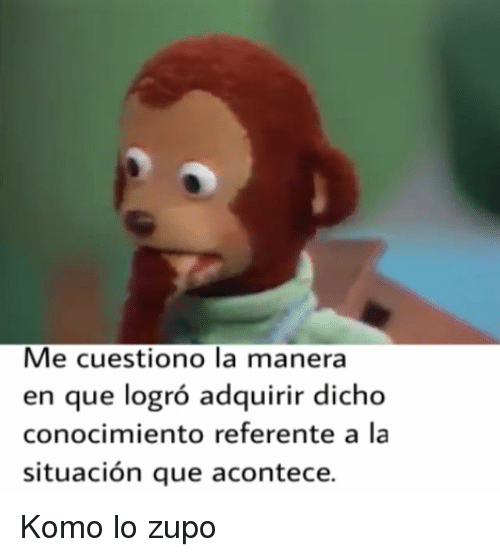 Me cuestiono la manera
en que logró adquirir dicho
conocimiento referente a la
situación que acontece.
Komo lo zupo